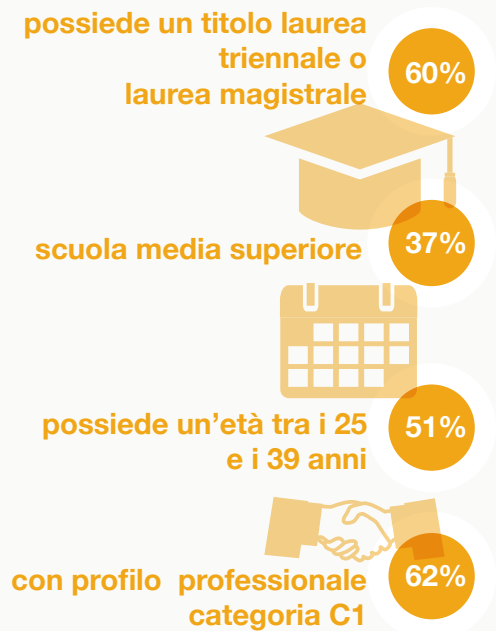 possiede un titolo laurea
triennale o
laurea magistrale
60%
scuola media superiore
37%
possiede un'età tra i 25
e i 39 anni
51%
con profilo  professionale
categoria C1
62%